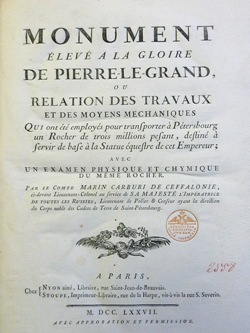 MONUMENT
ÉLEVÉ A LA GLOIRE
DE PIERRE-LE-GRAND,
OU
RELATION DES TRAVAUX
ET DES MOYENS MECHANIQUES
QUI ont été employés pour transporter à Pétersbourg
un Rocher de trois millions pesant, destiné à
servir de base à la Statue équestre de cet Empereur;
AVEC
UN EXAMEN PHYSIQUE ET CHYMIQUE
DU MÊME ROCHER.
PAR LE COMTE MARIN CARBURI DE CEFFALONIE,
ci-devant Lieutenant-Colonel au service de SA MAJESTÉ L'IMPÉRATRICE
DE TOUTES LES RUSSIES, Lieutenant de Police & Censeur ayant la direction
du Corps noble des Cadets de Terre de Saint-Pétersbourg.
A PARIS,
Chez NYON aîné, Libraire, rue Saint-Jean-de-Beauvais.
STOUPE, Imprimeur-Libraire, rue de la Harpe, vis-à-vis la rue S. Severin.
M. DCC. LXXVII.
AVEC APPROBATION ET PERMISSION.